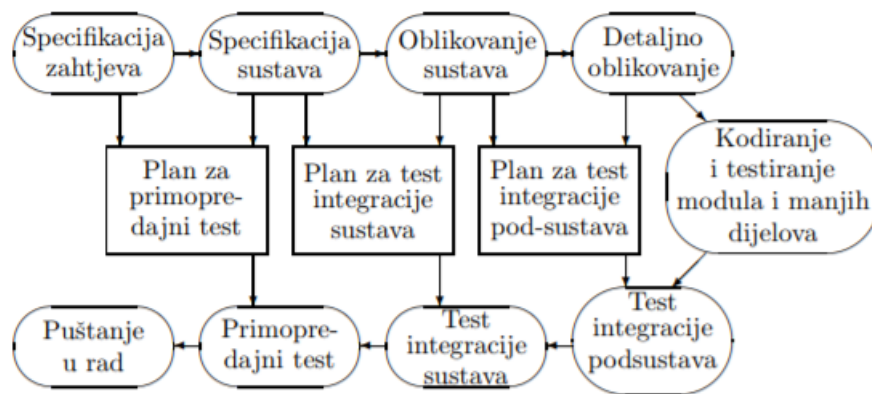 Specifikacija
zahtjeva
Specifikacija
sustava
Oblikovanje
sustava
Detaljno
oblikovanje
Plan za
primopre-
dajni test
Plan za test
integracije
sustava
Plan za test
integracije
pod-sustava
Kodiranje
i testiranje
modula i manjih
dijelova
Puštanje
u rad
Primopre-
dajni test
Test
integracije
sustava
Test
integracije
podsustava